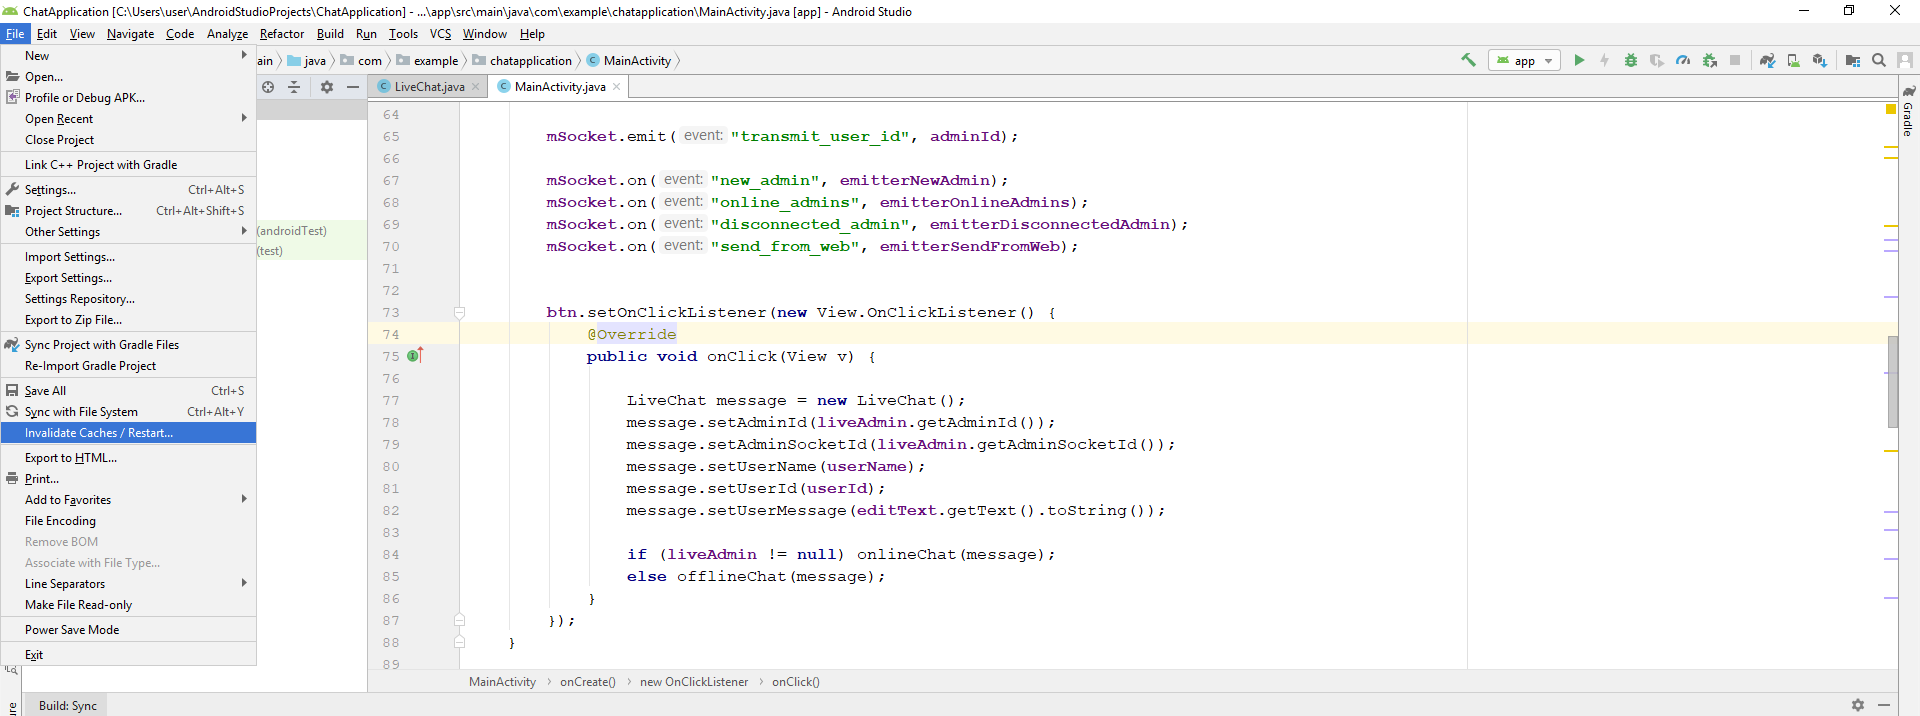 ChatApplication [C:\Users\user\AndroidStudioProjects\ChatApplication] - ...\app\src\main\java\com\example\chatapplication\MainActivity.java [app] - Android Studio
File Edit View Navigate Code Analyze Refactor Build Run Tools VCS Window Help
ain java com example chatapplication MainActivity
app
New
Open...
Profile or Debug APK...
Open Recent
Close Project
Link C++ Project with Gradle
Settings... Ctrl+Alt+S
Project Structure... Ctrl+Alt+Shift+S
Other Settings
Import Settings...
Export Settings...
Settings Repository...
Export to Zip File...
Sync Project with Gradle Files
Re-Import Gradle Project
Save All Ctrl+S
Sync with File System Ctrl+Alt+Y
Invalidate Caches / Restart...
Export to HTML...
Print...
Add to Favorites
File Encoding
Remove BOM
Associate with File Type...
Line Separators
Make File Read-only
Power Save Mode
Exit
(androidTest)
(test)
LiveChat.java MainActivity.java
64
65 mSocket.emit( event: "transmit_user_id", adminId);
66
67 mSocket.on( event: "new_admin", emitterNewAdmin);
68 mSocket.on( event: "online_admins", emitterOnlineAdmins);
69 mSocket.on( event: "disconnected_admin", emitterDisconnectedAdmin);
70 mSocket.on( event: "send_from_web", emitterSendFromWeb);
71
72
73 btn.setOnClickListener(new View.OnClickListener() {
74 @Override
75 public void onClick(View v) {
76
77 LiveChat message = new LiveChat();
78 message.setAdminId(liveAdmin.getAdminId());
79 message.setAdminSocketId(liveAdmin.getAdminSocketId());
80 message.setUserName(userName);
81 message.setUserId(userId);
82 message.setUserMessage(editText.getText().toString());
83
84 if (liveAdmin != null) onlineChat(message);
85 else offlineChat(message);
86 }
87 });
88 }
89
MainActivity onCreate() new OnClickListener onClick()
Gradle
ure
Build: Sync